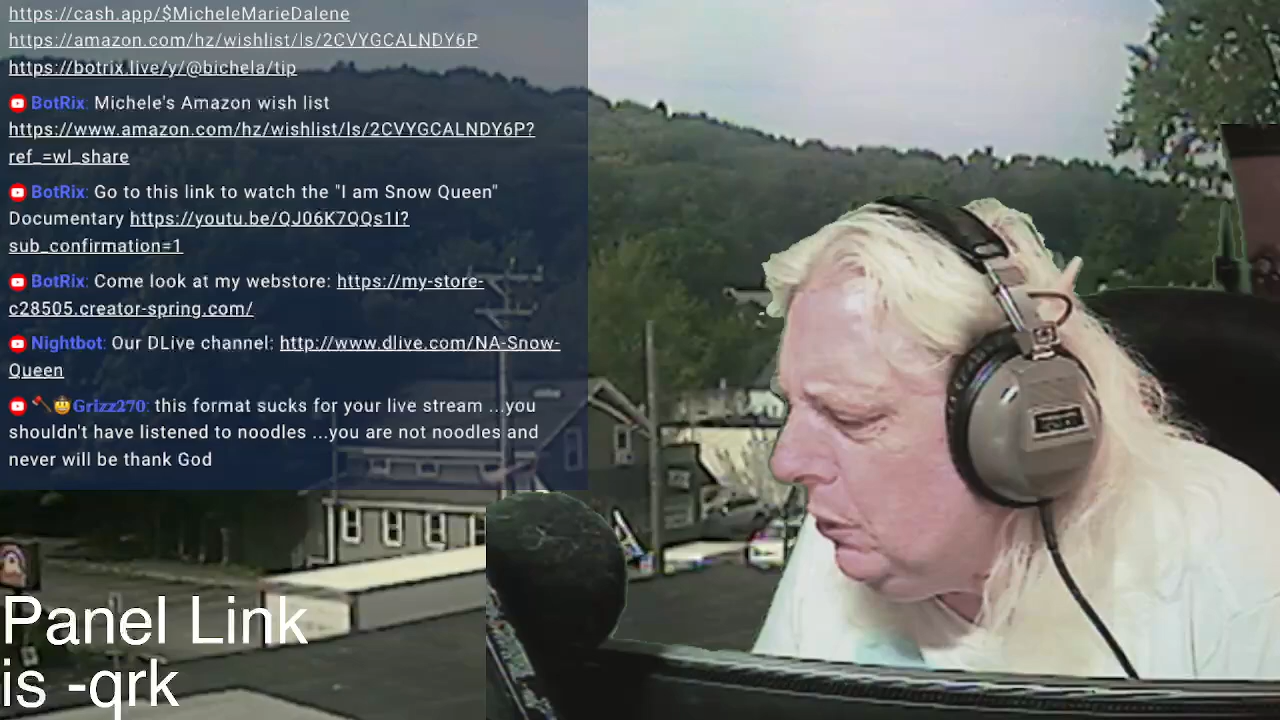 https://cash.app/$MicheleMarieDalene
https://amazon.com/hz/wishlist/ls/2CVYGCALNDY6P
https://botrix.live/y/@bichela/tip
BotRix: Michele's Amazon wish list
https://www.amazon.com/hz/wishlist/ls/2CVYGCALNDY6P?
ref_=wl_share
BotRix: Go to this link to watch the "I am Snow Queen"
Documentary https://youtu.be/QJ06K7QQs1I?
sub_confirmation=1
BotRix: Come look at my webstore: https://my-store-
c28505.creator-spring.com/
Nightbot: Our DLive channel: http://www.dlive.com/NA-Snow-
Queen
Grizz270: this format sucks for your live stream ...you
shouldn't have listened to noodles ...you are not noodles and
never will be thank God
Panel Link
is -qrk